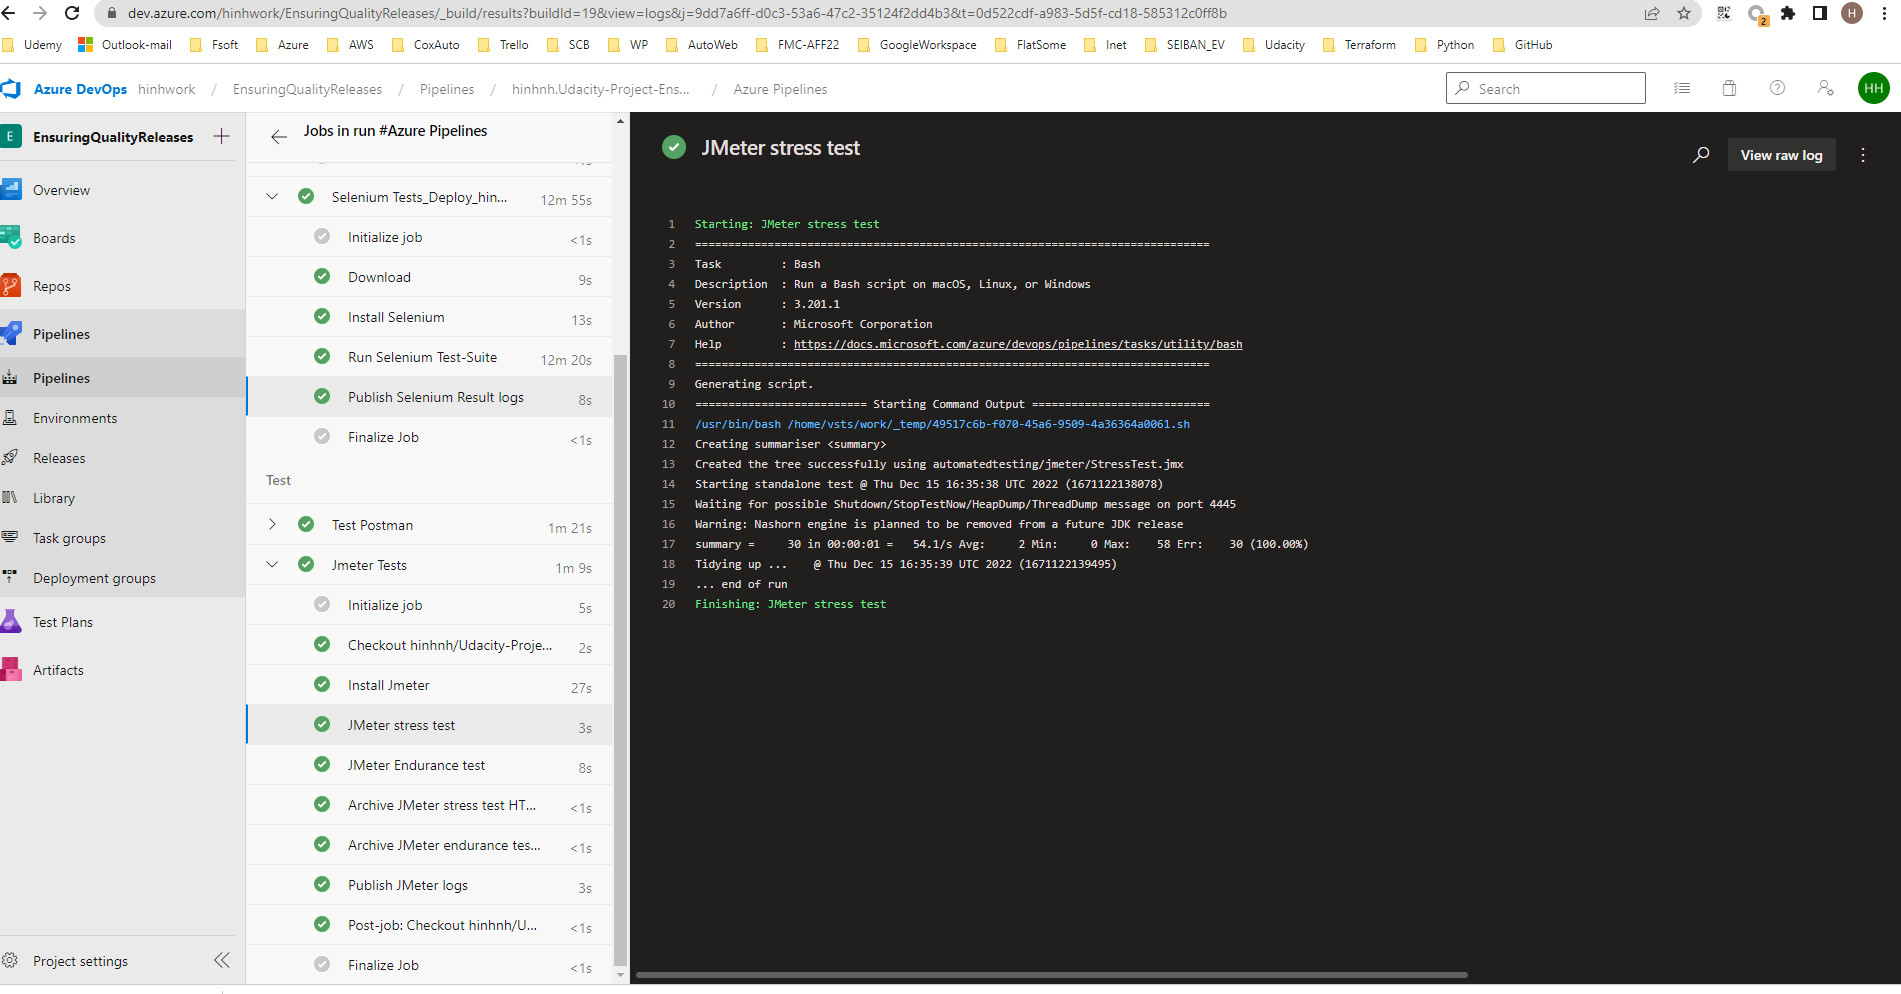 dev.azure.com/hinhwork/EnsuringQualityReleases/_build/results?buildId=19&view=logs&j=9dd7a6ff-d0c3-53a6-47c2-35124f2dd4b3&t=0d522cdf-a983-5d5f-cd18-585312c0ff8b
2
H
Udemy Outlook-mail Fsoft Azure AWS CoxAuto Trello SCB WP AutoWeb FMC-AFF22 GoogleWorkspace FlatSome Inet SEIBAN_EV Udacity Terraform Python GitHub
Azure DevOps hinhwork / EnsuringQualityReleases / Pipelines / hinhnh.Udacity-Project-Ens... / Azure Pipelines
Search
HH
E EnsuringQualityReleases
Overview
Boards
Repos
Pipelines
Pipelines
Environments
Releases
Library
Task groups
Deployment groups
Test Plans
Artifacts
Project settings
Jobs in run #Azure Pipelines
Selenium Tests_Deploy_hin... 12m 55s
Initialize job <1s
Download 9s
Install Selenium 13s
Run Selenium Test-Suite 12m 20s
Publish Selenium Result logs 8s
Finalize Job <1s
Test
Test Postman 1m 21s
Jmeter Tests 1m 9s
Initialize job 5s
Checkout hinhnh/Udacity-Proje... 2s
Install Jmeter 27s
JMeter stress test 3s
JMeter Endurance test 8s
Archive JMeter stress test HT... <1s
Archive JMeter endurance tes... <1s
Publish JMeter logs 3s
Post-job: Checkout hinhnh/U... <1s
Finalize Job <1s
JMeter stress test
View raw log
1 Starting: JMeter stress test
2 ==============================================================================
3 Task : Bash
4 Description : Run a Bash script on macOS, Linux, or Windows
5 Version : 3.201.1
6 Author : Microsoft Corporation
7 Help : https://docs.microsoft.com/azure/devops/pipelines/tasks/utility/bash
8 ==============================================================================
9 Generating script.
10 ========================== Starting Command Output ===========================
11 /usr/bin/bash /home/vsts/work/_temp/49517c6b-f070-45a6-9509-4a36364a0061.sh
12 Creating summariser <summary>
13 Created the tree successfully using automatedtesting/jmeter/StressTest.jmx
14 Starting standalone test @ Thu Dec 15 16:35:38 UTC 2022 (1671122138078)
15 Waiting for possible Shutdown/StopTestNow/HeapDump/ThreadDump message on port 4445
16 Warning: Nashorn engine is planned to be removed from a future JDK release
17 summary = 30 in 00:00:01 = 54.1/s Avg: 2 Min: 0 Max: 58 Err: 30 (100.00%)
18 Tidying up ... @ Thu Dec 15 16:35:39 UTC 2022 (1671122139495)
19 ... end of run
20 Finishing: JMeter stress test